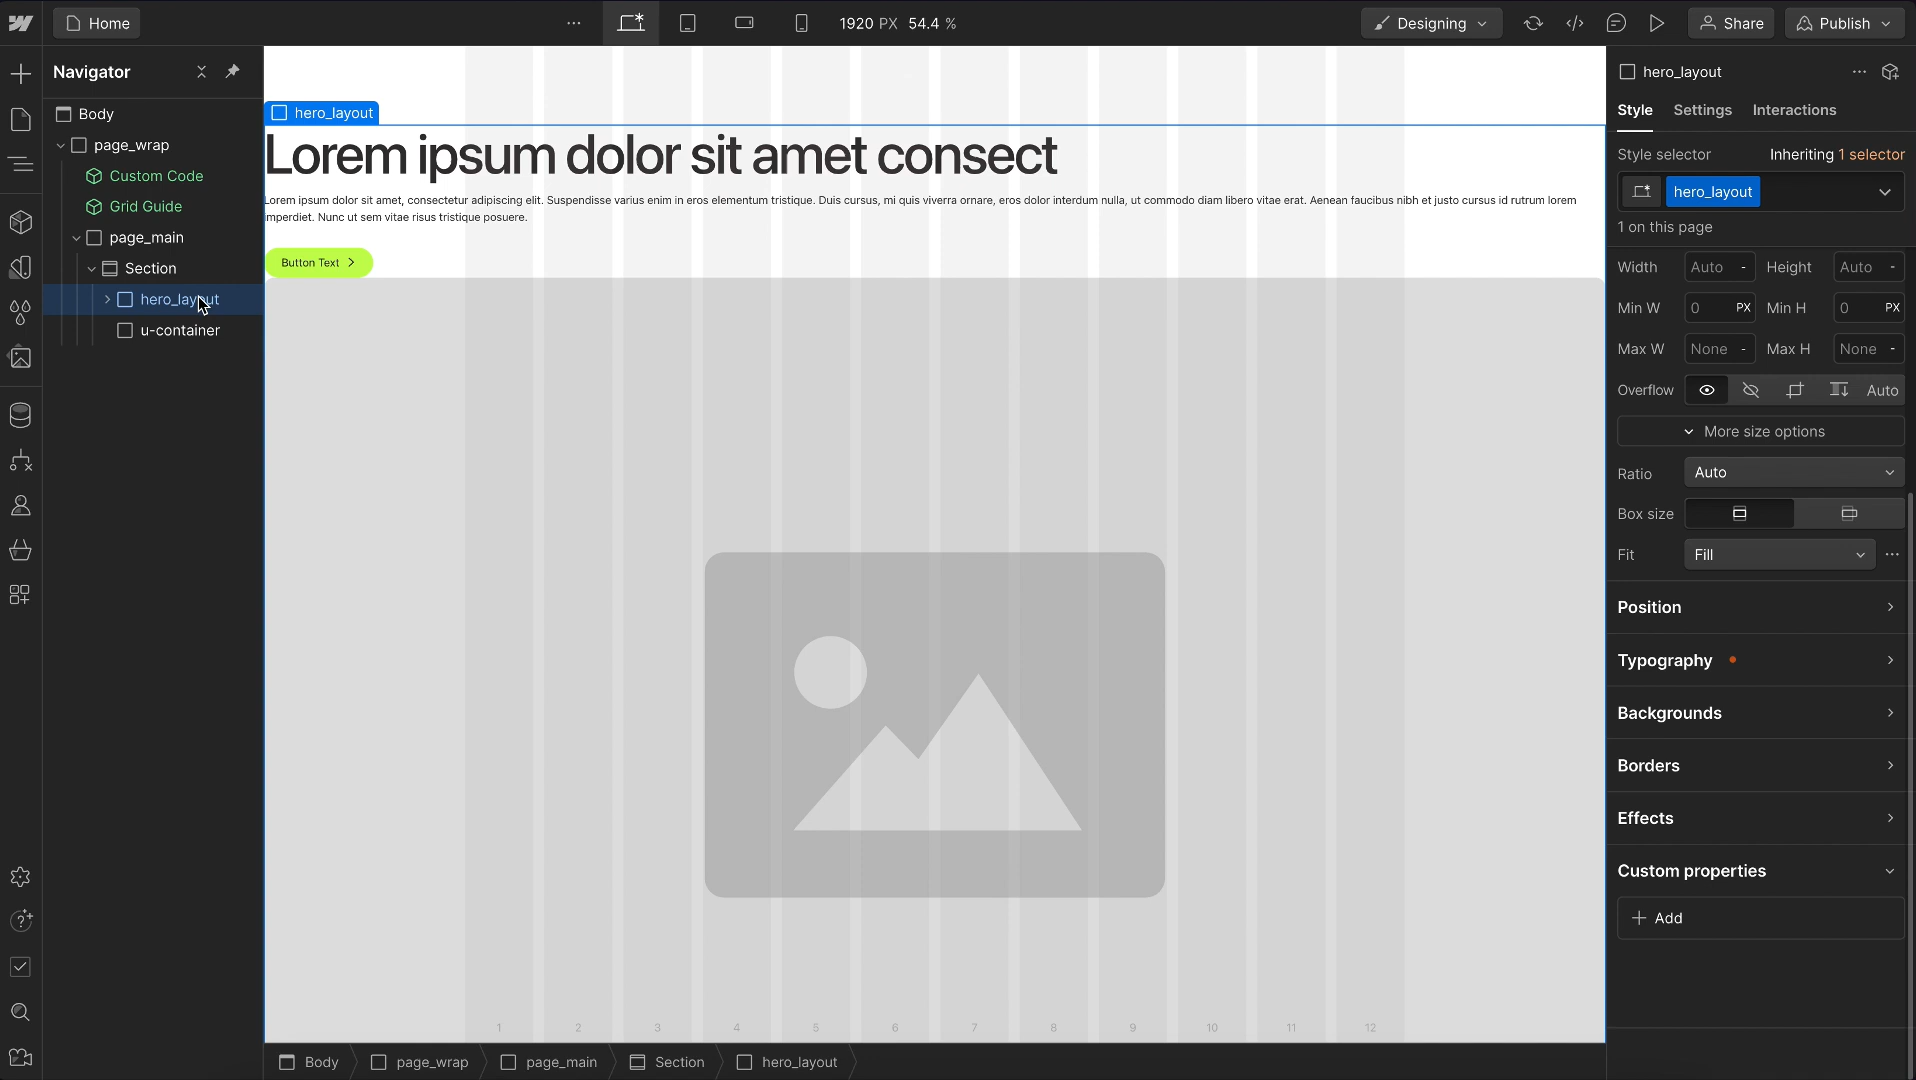 Home
1920 PX 54.4 %
Designing
Share
Publish
Navigator
Body
page_wrap
Custom Code
Grid Guide
page_main
Section
hero_layout
u-container
hero_layout
Lorem ipsum dolor sit amet consect
Lorem ipsum dolor sit amet, consectetur adipiscing elit. Suspendisse varius enim in eros elementum tristique. Duis cursus, mi quis viverra ornare, eros dolor interdum nulla, ut commodo diam libero vitae erat. Aenean faucibus nibh et justo cursus id rutrum lorem
imperdiet. Nunc ut sem vitae risus tristique posuere.
Button Text
1 2 3 4 5 6 7 8 9 10 11 12
Body page_wrap page_main Section hero_layout
hero_layout
Style Settings Interactions
Style selector Inheriting 1 selector
hero_layout
1 on this page
Width Auto - Height Auto -
Min W 0 PX Min H 0 PX
Max W None - Max H None -
Overflow Auto
More size options
Ratio Auto
Box size
Fit Fill
Position
Typography
Backgrounds
Borders
Effects
Custom properties
Add